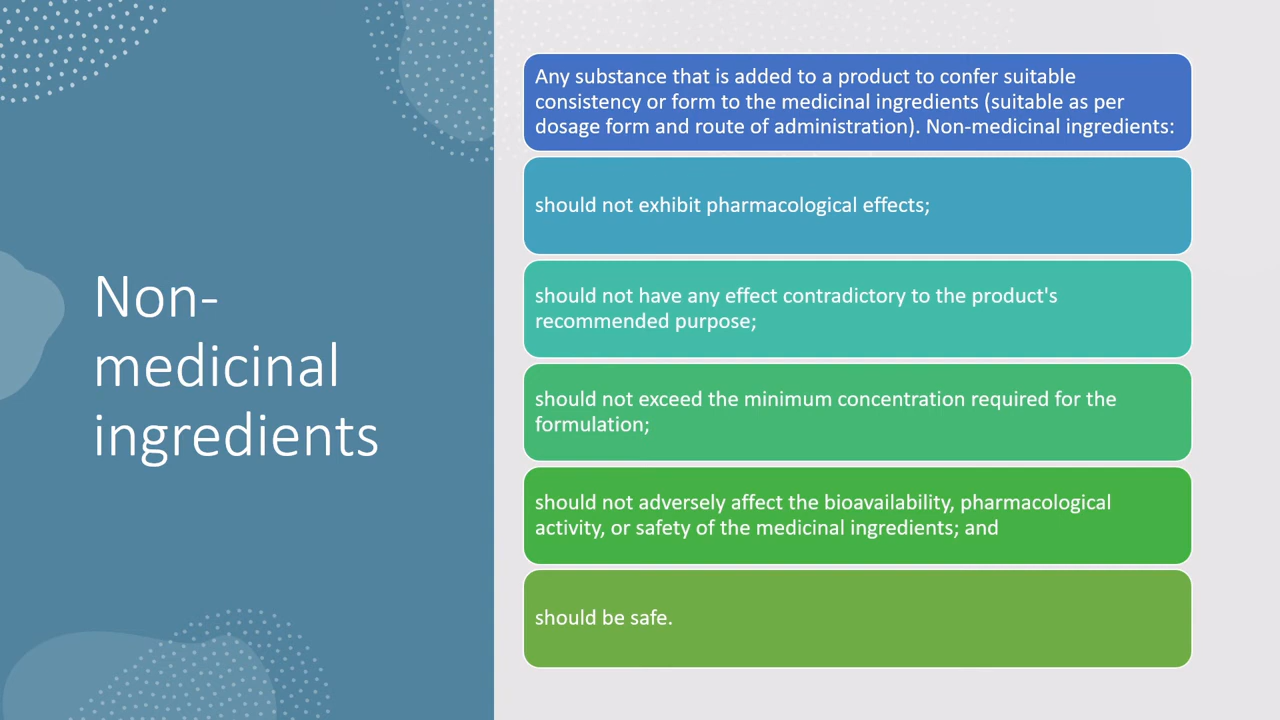 Non-
medicinal
ingredients
Any substance that is added to a product to confer suitable
consistency or form to the medicinal ingredients (suitable as per
dosage form and route of administration). Non-medicinal ingredients:
should not exhibit pharmacological effects;
should not have any effect contradictory to the product's
recommended purpose;
should not exceed the minimum concentration required for the
formulation;
should not adversely affect the bioavailability, pharmacological
activity, or safety of the medicinal ingredients; and
should be safe.